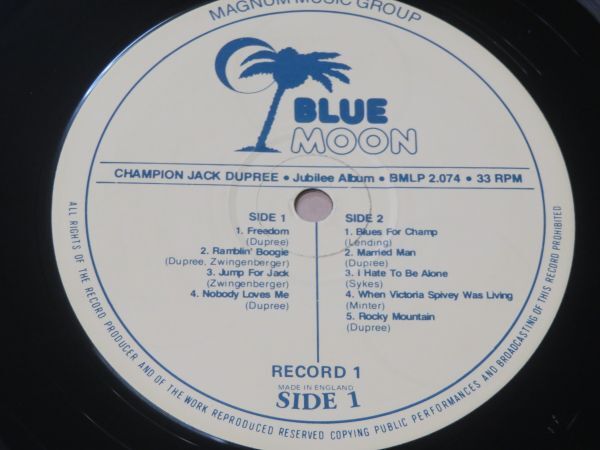 MAGNUM MUSIC GROUP
BLUE
MOON
CHAMPION JACK DUPREE • Jubilee Album • BMLP 2.074 • 33 RPM
SIDE 1
1. Freedom
(Dupree)
2. Ramblin' Boogie
(Dupree, Zwingenberger)
3. Jump For Jack
(Zwingenberger)
4. Nobody Loves Me
(Dupree)
SIDE 2
1. Blues For Champ
(Lending)
2. Married Man
(Dupree)
3. I Hate To Be Alone
(Sykes)
4. When Victoria Spivey Was Living
(Minter)
5. Rocky Mountain
(Dupree)
RECORD 1
MADE IN ENGLAND
SIDE 1
ALL RIGHTS OF THE RECORD PRODUCER AND OF THE WORK REPRODUCED RESERVED COPYING PUBLIC PERFORMANCES AND BROADCASTING OF THIS RECORD PROHIBITED